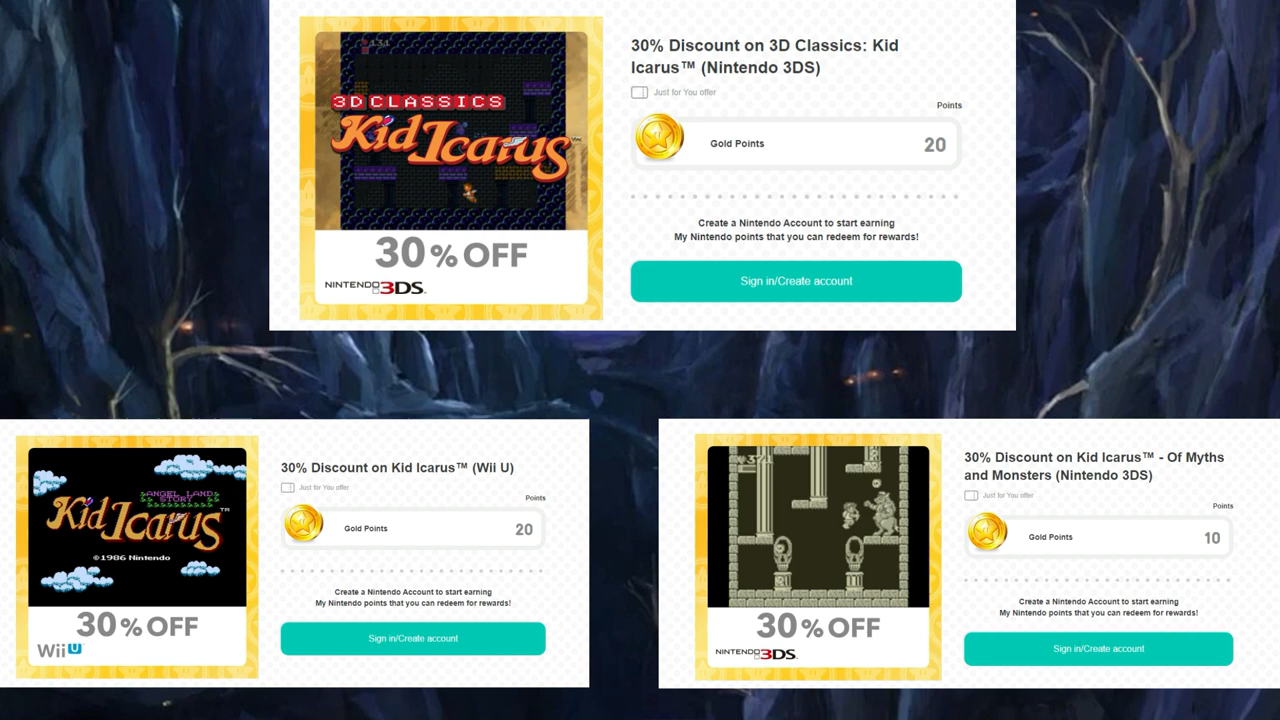 131
3D CLASSICS
Kid Icarus™
30% OFF
NINTENDO 3DS™
30% Discount on 3D Classics: Kid
Icarus™ (Nintendo 3DS)
Just for You offer
Points
Gold Points 20
Create a Nintendo Account to start earning
My Nintendo points that you can redeem for rewards!
Sign in/Create account
ANGEL LAND
STORY
Kid Icarus™
©1986 Nintendo
30% OFF
Wii U
30% Discount on Kid Icarus™ (Wii U)
Just for You offer
Points
Gold Points 20
Create a Nintendo Account to start earning
My Nintendo points that you can redeem for rewards!
Sign in/Create account
30% OFF
NINTENDO 3DS™
30% Discount on Kid Icarus™ - Of Myths
and Monsters (Nintendo 3DS)
Just for You offer
Points
Gold Points 10
Create a Nintendo Account to start earning
My Nintendo points that you can redeem for rewards!
Sign in/Create account